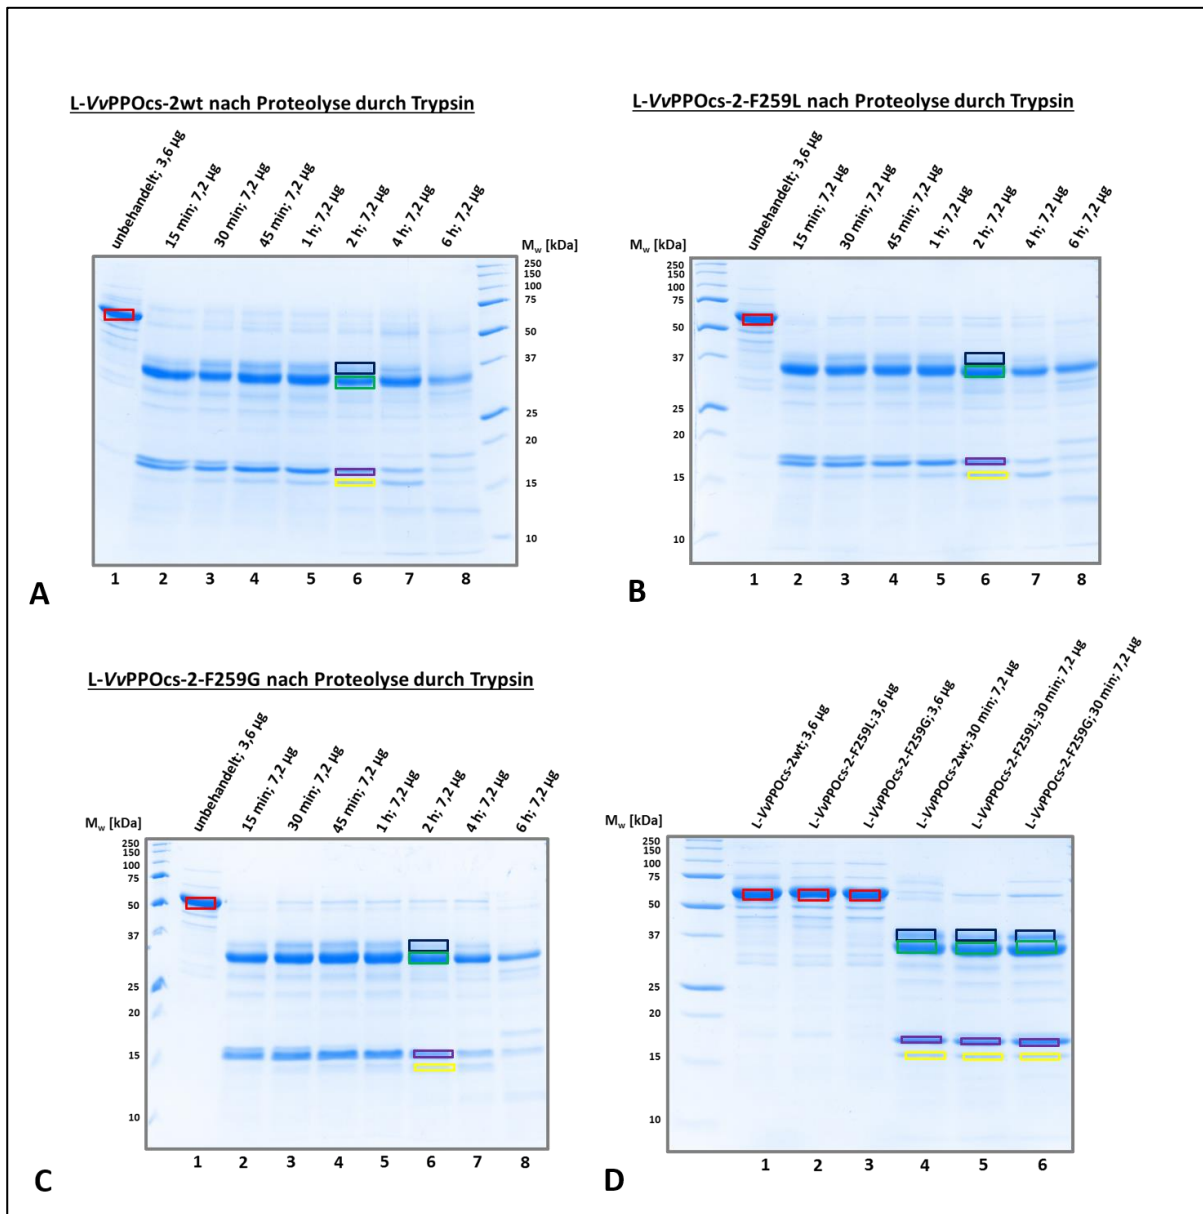 L-VvPPOcs-2wt nach Proteolyse durch Trypsin
unbehandelt; 3,6 µg
15 min; 7,2 µg
30 min; 7,2 µg
45 min; 7,2 µg
1 h; 7,2 µg
2 h; 7,2 µg
4 h; 7,2 µg
6 h; 7,2 µg
Mw [kDa]
250
150
100
75
50
37
25
20
15
10
1 2 3 4 5 6 7 8
A
L-VvPPOcs-2-F259L nach Proteolyse durch Trypsin
unbehandelt; 3,6 µg
15 min; 7,2 µg
30 min; 7,2 µg
45 min; 7,2 µg
1 h; 7,2 µg
2 h; 7,2 µg
4 h; 7,2 µg
6 h; 7,2 µg
Mw [kDa]
250
150
100
75
50
37
25
20
15
10
1 2 3 4 5 6 7 8
B
L-VvPPOcs-2-F259G nach Proteolyse durch Trypsin
unbehandelt; 3,6 µg
15 min; 7,2 µg
30 min; 7,2 µg
45 min; 7,2 µg
1 h; 7,2 µg
2 h; 7,2 µg
4 h; 7,2 µg
6 h; 7,2 µg
Mw [kDa]
250
150
100
75
50
37
25
20
15
10
1 2 3 4 5 6 7 8
C
L-VvPPOcs-2wt; 3,6 µg
L-VvPPOcs-2-F259L; 3,6 µg
L-VvPPOcs-2-F259G; 3,6 µg
L-VvPPOcs-2wt; 30 min; 7,2 µg
L-VvPPOcs-2-F259L; 30 min; 7,2 µg
L-VvPPOcs-2-F259G; 30 min; 7,2 µg
Mw [kDa]
250
150
100
75
50
37
25
20
15
10
1 2 3 4 5 6
D